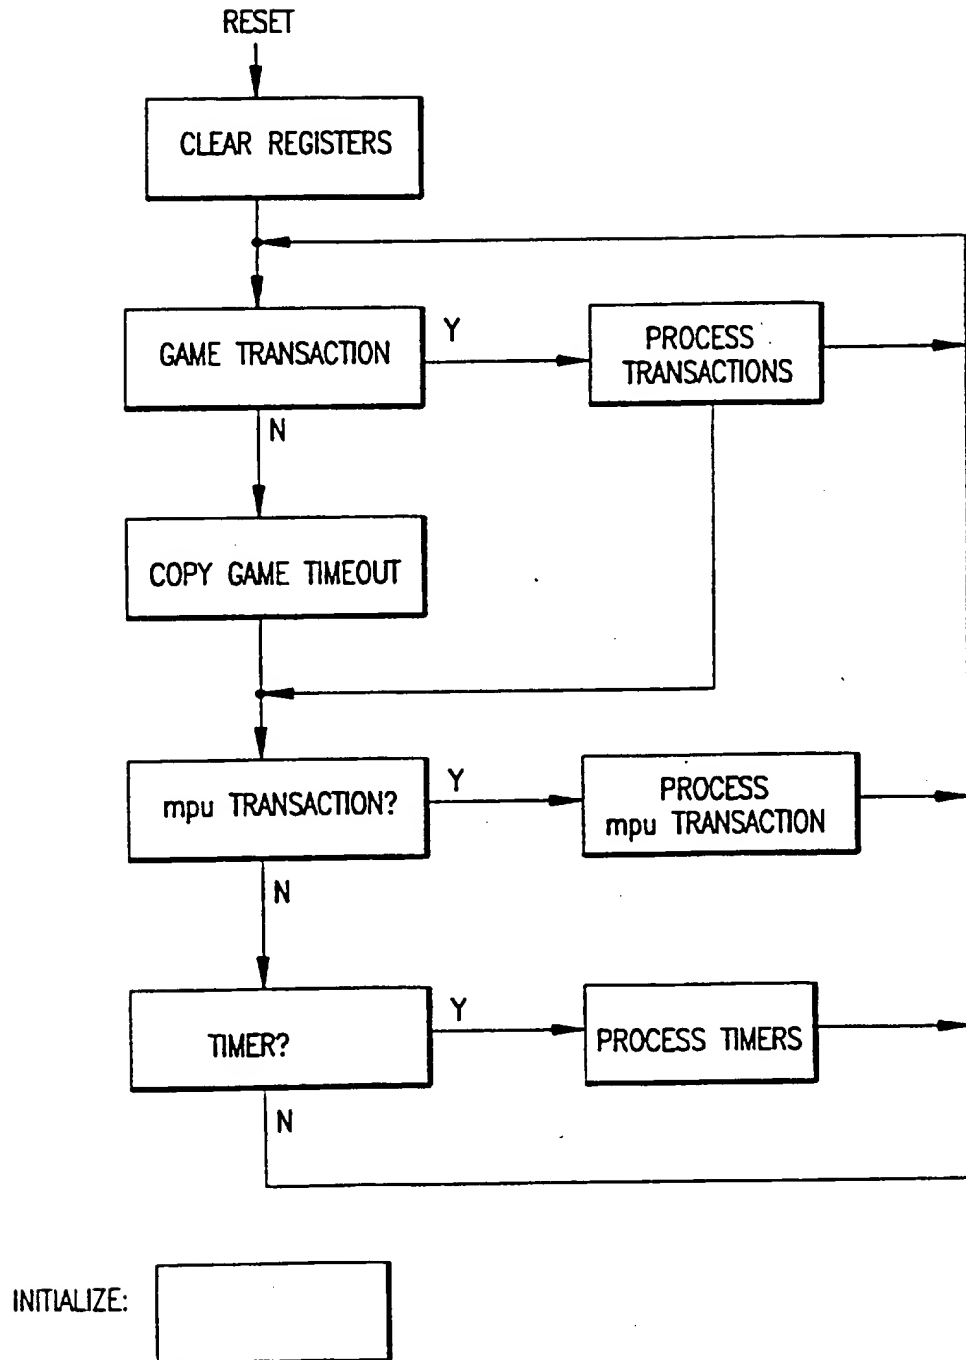 RESET
CLEAR REGISTERS
GAME TRANSACTION
Y
PROCESS
TRANSACTIONS
N
COPY GAME TIMEOUT
mpu TRANSACTION?
Y
PROCESS
mpu TRANSACTION
N
TIMER?
Y
PROCESS TIMERS
N
INITIALIZE: